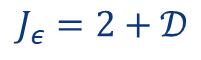 J_ϵ = 2 + 𝒟